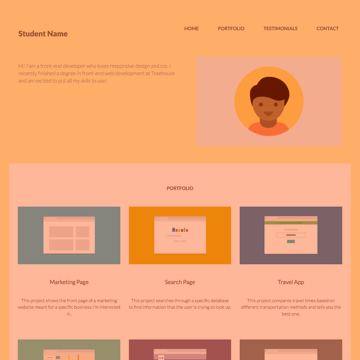 Student Name
HOME
PORTFOLIO
TESTIMONIALS
CONTACT
Hi! I am a front-end developer who loves responsive design and css. I
recently finished a degree in front-end web development at Treehouse
and am excited to put all my skills to use!
PORTFOLIO
Marketing Page
Search Page
Travel App
This project shows the front page of a marketing
website meant for a specific business I'm interested
in.
This project searches through a specific database
to find information that the user is trying to look up.
This project compares travel times based on
different transportation methods and tells you the
best one.